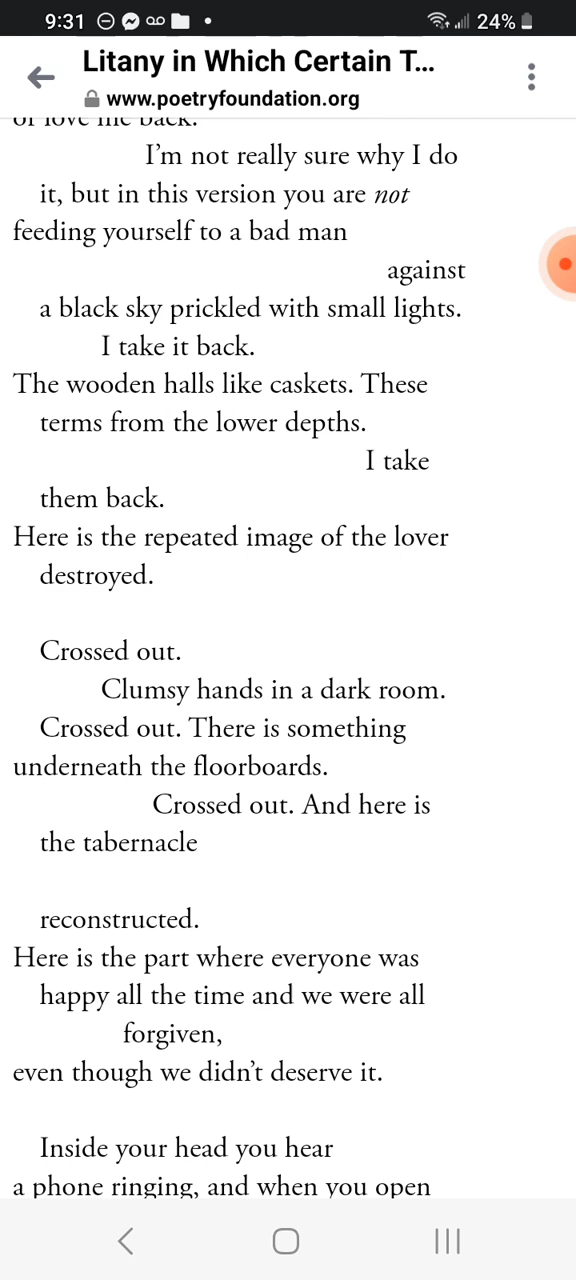 9:31
24%
Litany in Which Certain T...
www.poetryfoundation.org
or love me back.
I’m not really sure why I do
it, but in this version you are not
feeding yourself to a bad man
against
a black sky prickled with small lights.
I take it back.
The wooden halls like caskets. These
terms from the lower depths.
I take
them back.
Here is the repeated image of the lover
destroyed.
Crossed out.
Clumsy hands in a dark room.
Crossed out. There is something
underneath the floorboards.
Crossed out. And here is
the tabernacle
reconstructed.
Here is the part where everyone was
happy all the time and we were all
forgiven,
even though we didn’t deserve it.
Inside your head you hear
a phone ringing, and when you open